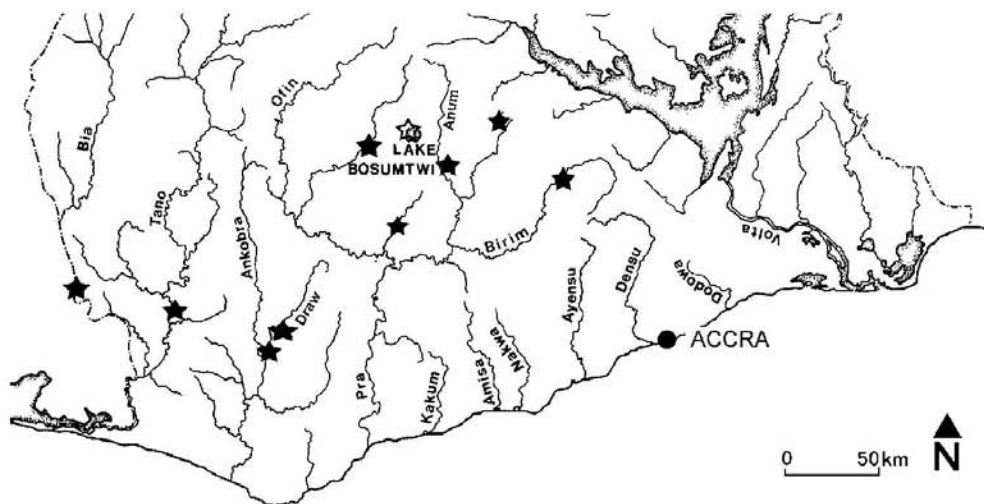 Ofin
Anum
Bia
LAKE
BOSUMTWI
Tano
Ankobra
Birim
Volta
Draw
Ayensu
Densu
Dodowa
Pra
Kakum
Amisa
Nakwa
ACCRA
N
0 50km